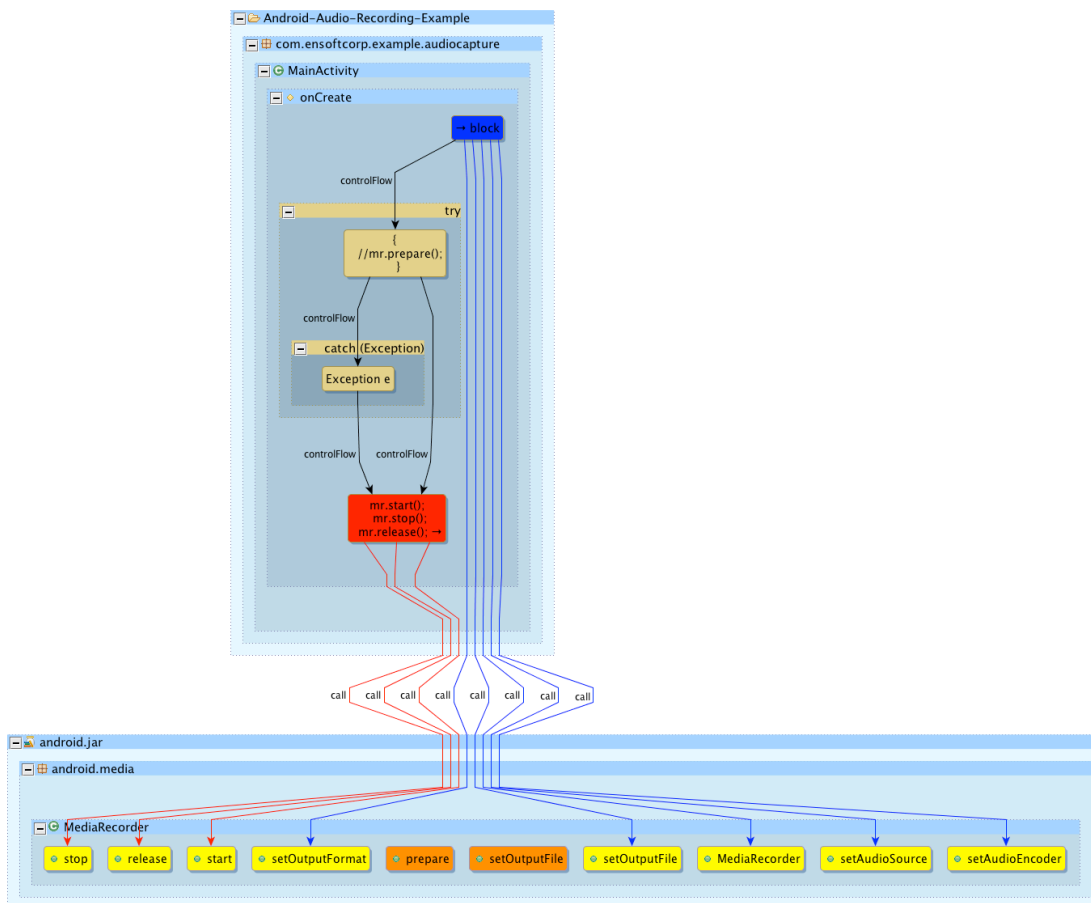 Android-Audio-Recording-Example
com.ensoftcorp.example.audiocapture
MainActivity
onCreate
→ block
controlFlow
try
{
//mr.prepare();
}
controlFlow
catch (Exception)
Exception e
controlFlow controlFlow
mr.start();
mr.stop();
mr.release(); →
call call call call call call call call
android.jar
android.media
MediaRecorder
stop release start setOutputFormat prepare setOutputFile setOutputFile MediaRecorder setAudioSource setAudioEncoder